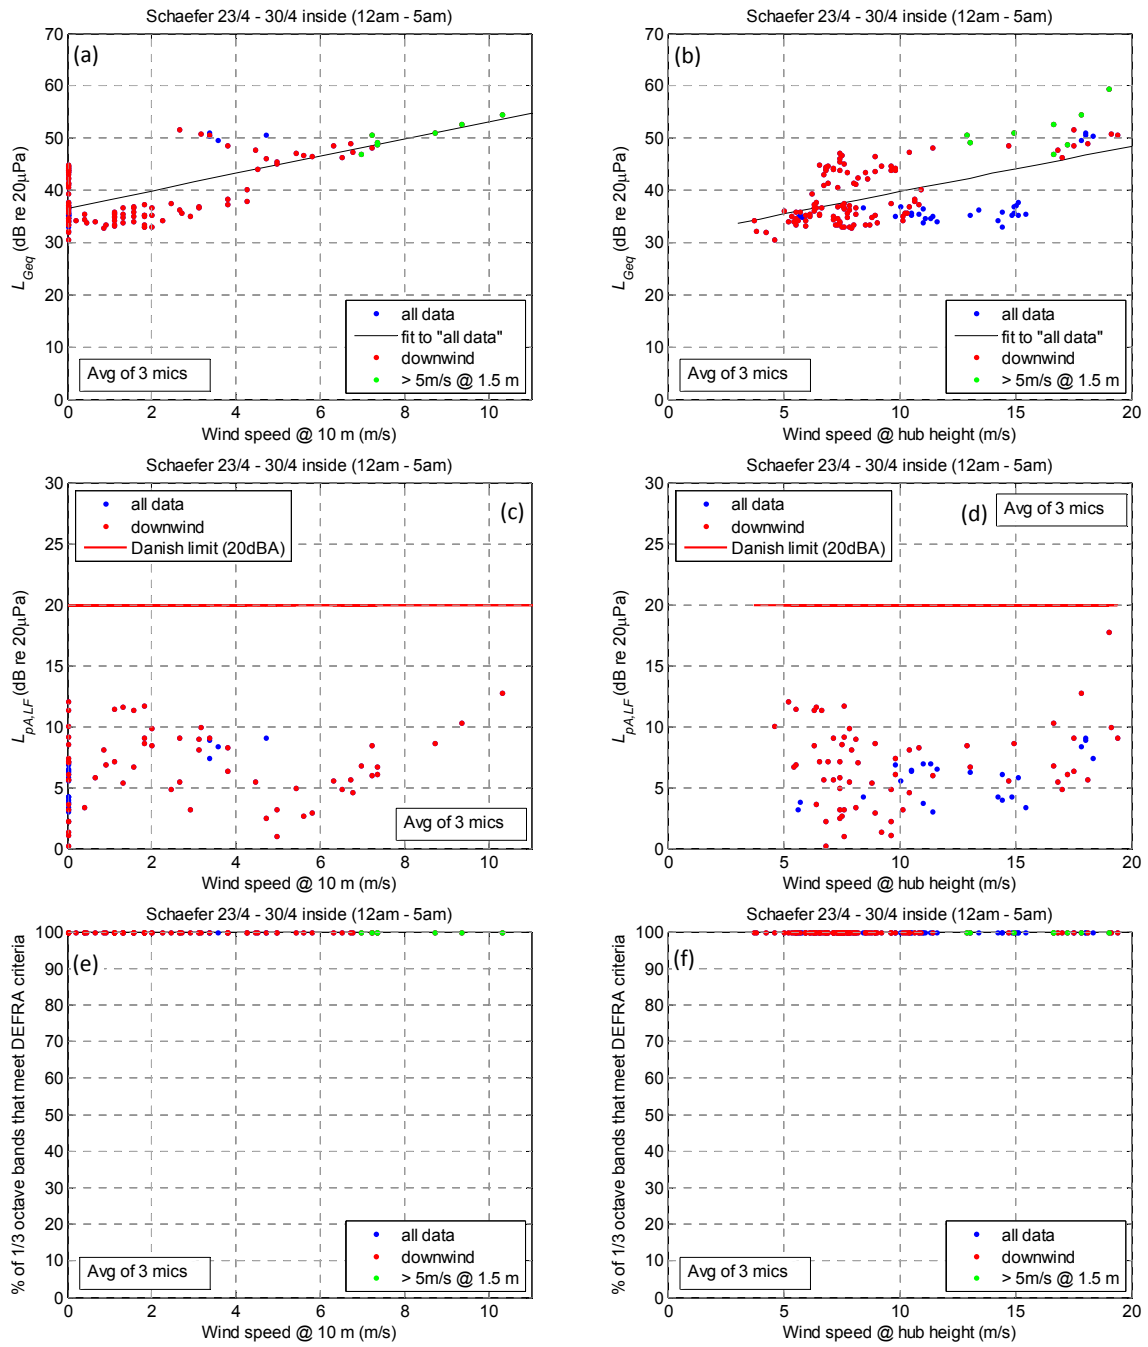 Schaefer 23/4 - 30/4 inside (12am - 5am)
(a)
70
60
50
40
30
20
10
0
L_Geq (dB re 20µPa)
all data
fit to "all data"
downwind
> 5m/s @ 1.5 m
Avg of 3 mics
0 2 4 6 8 10
Wind speed @ 10 m (m/s)
Schaefer 23/4 - 30/4 inside (12am - 5am)
(b)
70
60
50
40
30
20
10
0
L_Geq (dB re 20µPa)
all data
fit to "all data"
downwind
> 5m/s @ 1.5 m
Avg of 3 mics
0 5 10 15 20
Wind speed @ hub height (m/s)
Schaefer 23/4 - 30/4 inside (12am - 5am)
all data
downwind
Danish limit (20dBA)
(c)
30
25
20
15
10
5
0
L_pA,LF (dB re 20µPa)
Avg of 3 mics
0 2 4 6 8 10
Wind speed @ 10 m (m/s)
Schaefer 23/4 - 30/4 inside (12am - 5am)
all data
downwind
Danish limit (20dBA)
(d)
Avg of 3 mics
30
25
20
15
10
5
0
L_pA,LF (dB re 20µPa)
0 5 10 15 20
Wind speed @ hub height (m/s)
Schaefer 23/4 - 30/4 inside (12am - 5am)
(e)
100
90
80
70
60
50
40
30
20
10
0
% of 1/3 octave bands that meet DEFRA criteria
all data
downwind
> 5m/s @ 1.5 m
Avg of 3 mics
0 2 4 6 8 10
Wind speed @ 10 m (m/s)
Schaefer 23/4 - 30/4 inside (12am - 5am)
(f)
100
90
80
70
60
50
40
30
20
10
0
% of 1/3 octave bands that meet DEFRA criteria
all data
downwind
> 5m/s @ 1.5 m
Avg of 3 mics
0 5 10 15 20
Wind speed @ hub height (m/s)